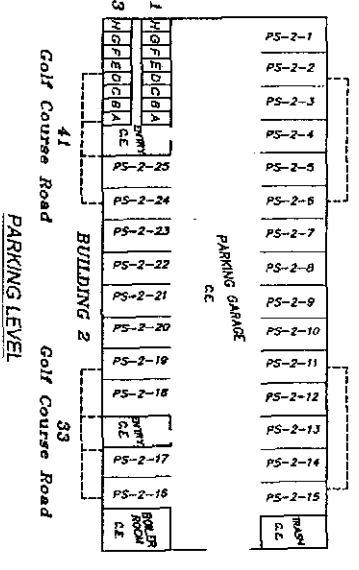 3
1
H G F E D C B A
H G F E D C B A
ENTRY
C.E.
PS-2-25
PS-2-24
PS-2-23
PS-2-22
PS-2-21
PS-2-20
PS-2-19
PS-2-18
ENTRY
C.E.
PS-2-17
PS-2-16
BOILER
ROOM
C.E.
PARKING GARAGE
C.E.
PS-2-1
PS-2-2
PS-2-3
PS-2-4
PS-2-5
PS-2-6
PS-2-7
PS-2-8
PS-2-9
PS-2-10
PS-2-11
PS-2-12
PS-2-13
PS-2-14
PS-2-15
TRASH
C.E.
41
Golf Course Road
BUILDING 2
33
Golf Course Road
PARKING LEVEL